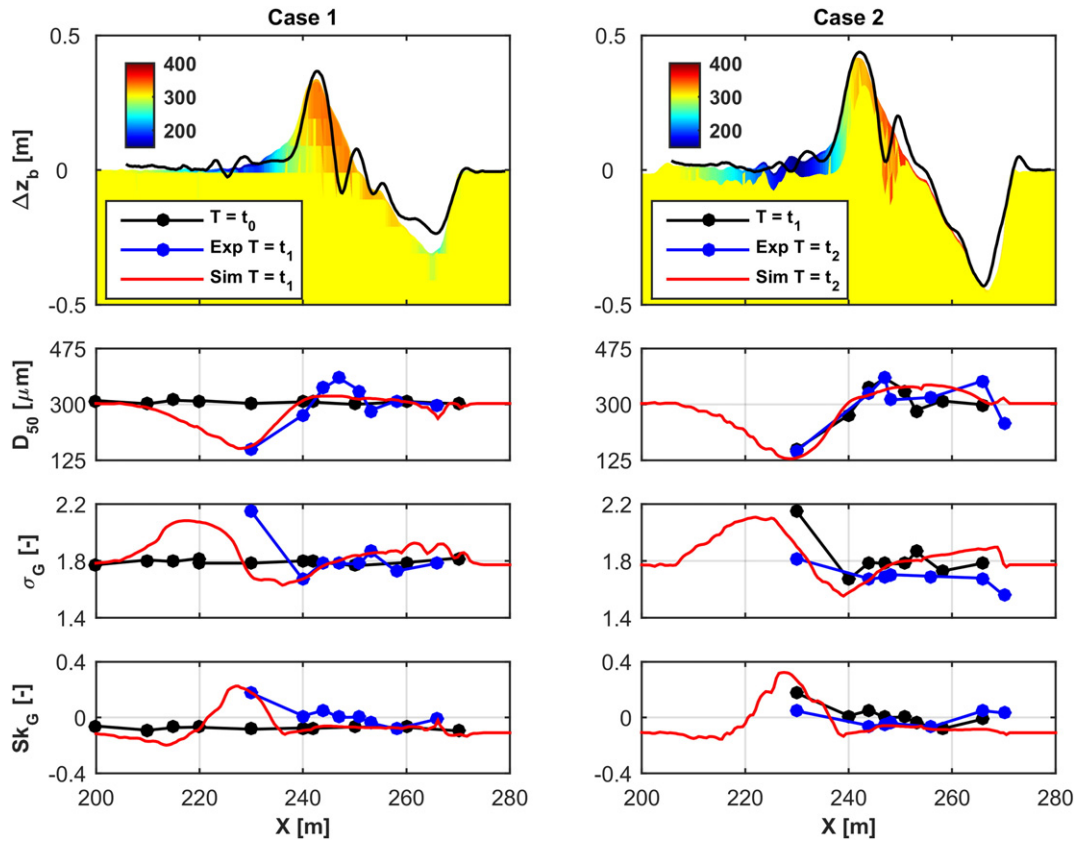 Case 1
Case 2
0.5
0
-0.5
Δz_b [m]
400
300
200
T = t_0
Exp T = t_1
Sim T = t_1
400
300
200
T = t_1
Exp T = t_2
Sim T = t_2
0.5
0
-0.5
475
300
125
D_50 [μm]
475
300
125
2.2
1.8
1.4
σ_G [-]
2.2
1.8
1.4
0.4
0
-0.4
Sk_G [-]
200 220 240 260 280
X [m]
0.4
0
-0.4
200 220 240 260 280
X [m]